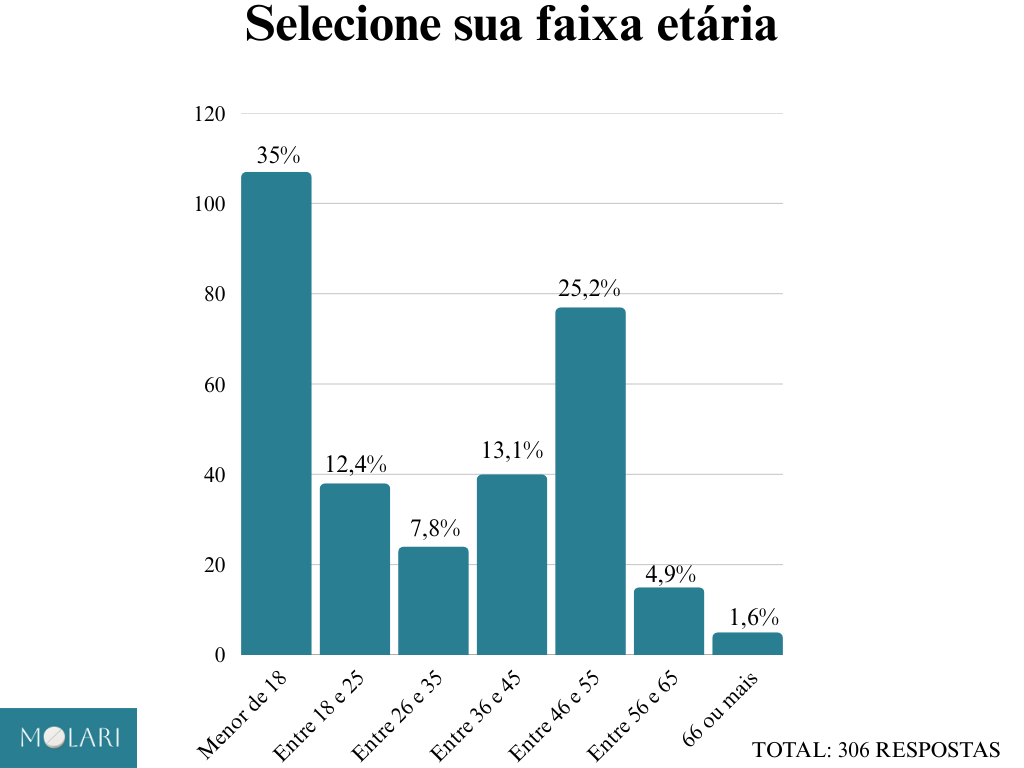 Selecione sua faixa etária
120
100
80
60
40
20
0
35%
12,4%
7,8%
13,1%
25,2%
4,9%
1,6%
Menor de 18
Entre 18 e 25
Entre 26 e 35
Entre 36 e 45
Entre 46 e 55
Entre 56 e 65
66 ou mais
MOLARI
TOTAL: 306 RESPOSTAS